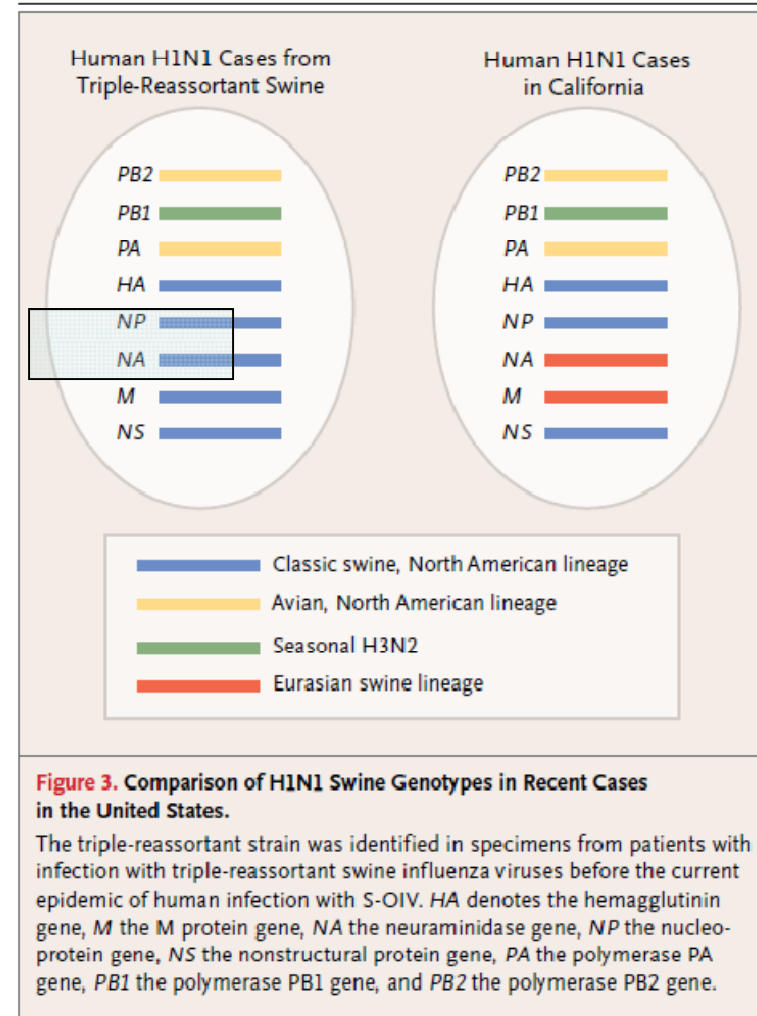 Human H1N1 Cases from
Triple-Reassortant Swine
PB2
PB1
PA
HA
NP
NA
M
NS
Human H1N1 Cases
in California
PB2
PB1
PA
HA
NP
NA
M
NS
Classic swine, North American lineage
Avian, North American lineage
Seasonal H3N2
Eurasian swine lineage
Figure 3. Comparison of H1N1 Swine Genotypes in Recent Cases
in the United States.
The triple-reassortant strain was identified in specimens from patients with
infection with triple-reassortant swine influenza viruses before the current
epidemic of human infection with S-OIV. HA denotes the hemagglutinin
gene, M the M protein gene, NA the neuraminidase gene, NP the nucleo-
protein gene, NS the nonstructural protein gene, PA the polymerase PA
gene, PB1 the polymerase PB1 gene, and PB2 the polymerase PB2 gene.